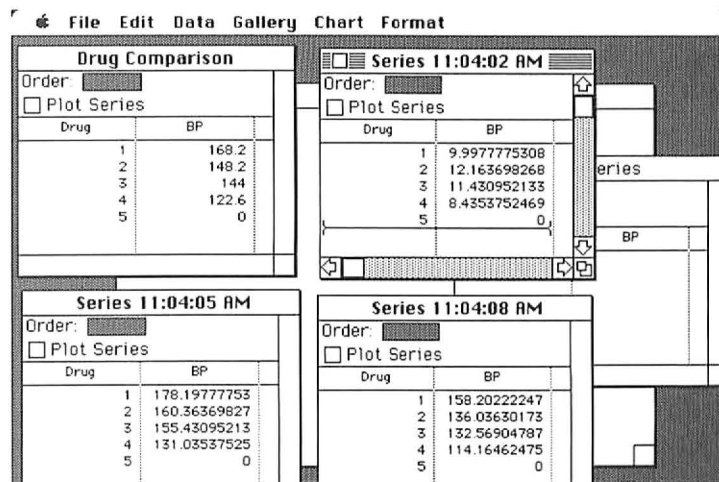 File Edit Data Gallery Chart Format
Drug Comparison
Order:
Plot Series
Drug BP
1 168.2
2 148.2
3 144
4 122.6
5 0
Series 11:04:02 AM
Order:
Plot Series
Drug BP
1 9.9977775308
2 12.163698268
3 11.430952133
4 8.4353752469
5 0
eries
BP
Series 11:04:05 AM
Order:
Plot Series
Drug BP
1 178.19777753
2 160.36369827
3 155.43095213
4 131.03537525
5 0
Series 11:04:08 AM
Order:
Plot Series
Drug BP
1 158.20222247
2 136.03630173
3 132.56904787
4 114.16462475
5 0